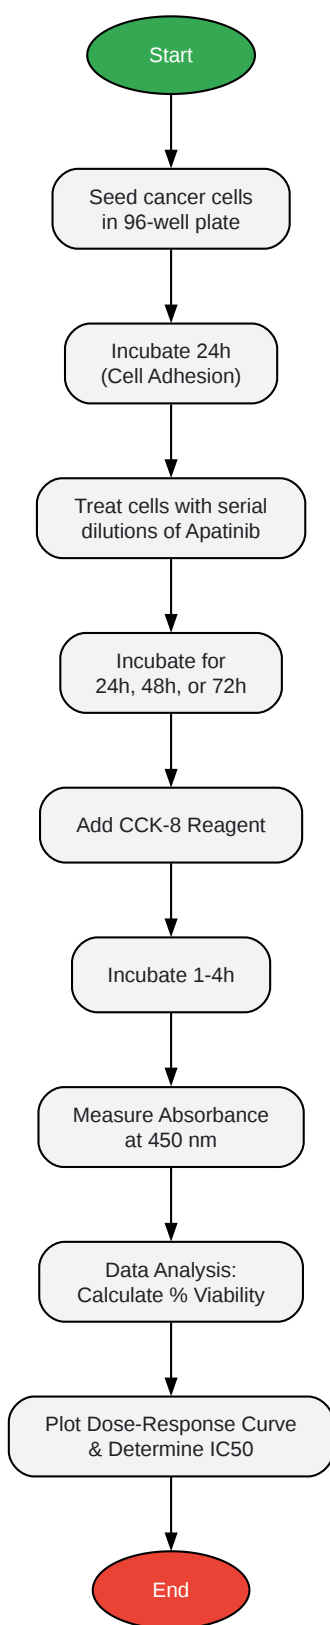 Start
Seed cancer cells
in 96-well plate
Incubate 24h
(Cell Adhesion)
Treat cells with serial
dilutions of Apatinib
Incubate for
24h, 48h, or 72h
Add CCK-8 Reagent
Incubate 1-4h
Measure Absorbance
at 450 nm
Data Analysis:
Calculate % Viability
Plot Dose-Response Curve
& Determine IC50
End